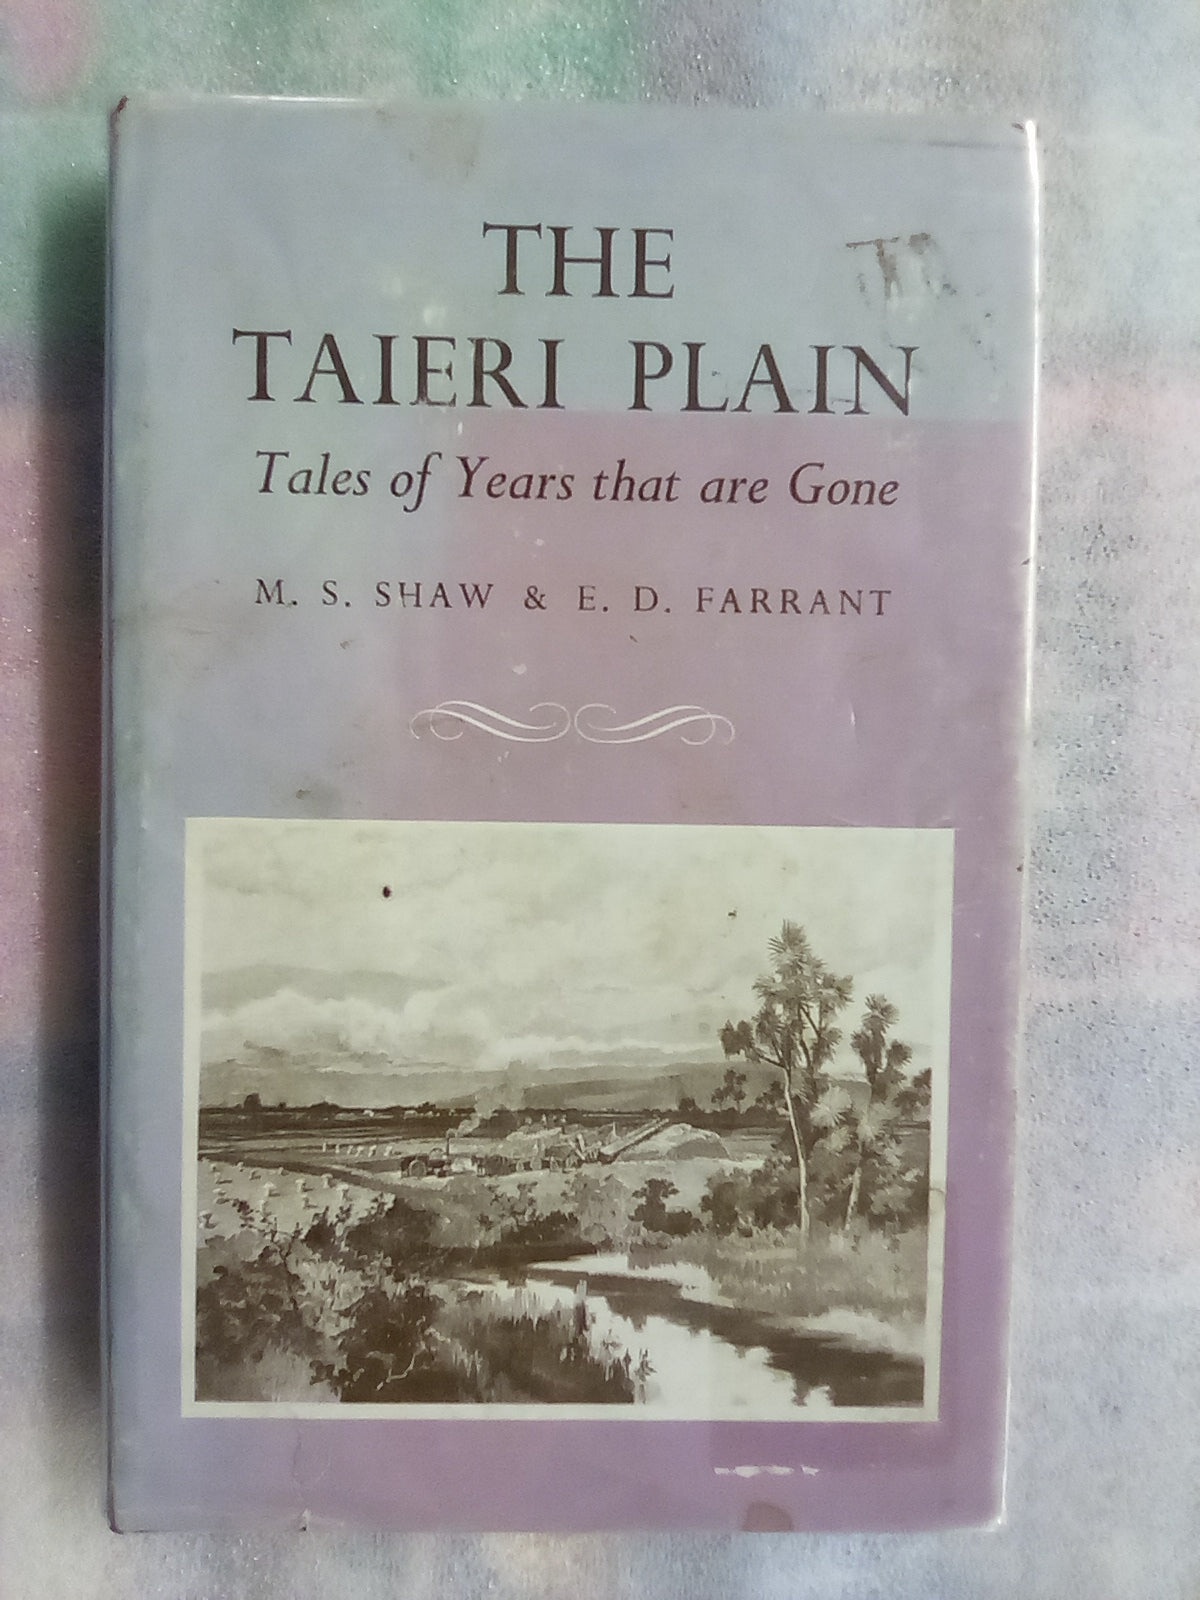 THE
TAIERI PLAIN
Tales of Years that are Gone
M. S. SHAW & E. D. FARRANT